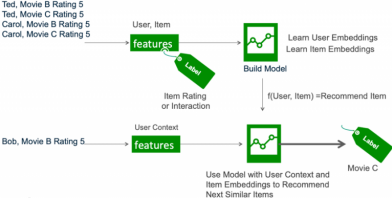 Ted, Movie B Rating 5
Ted, Movie C Rating 5
Carol, Movie B Rating 5
Carol, Movie C Rating 5
User, Item
features
Label
Item Rating
or Interaction
Learn User Embeddings
Learn Item Embeddings
Build Model
f(User, Item) =Recommend Item
Bob, Movie B Rating 5
User Context
features
Use Model with User Context and
Item Embeddings to Recommend
Next Similar Items
Label
Movie C